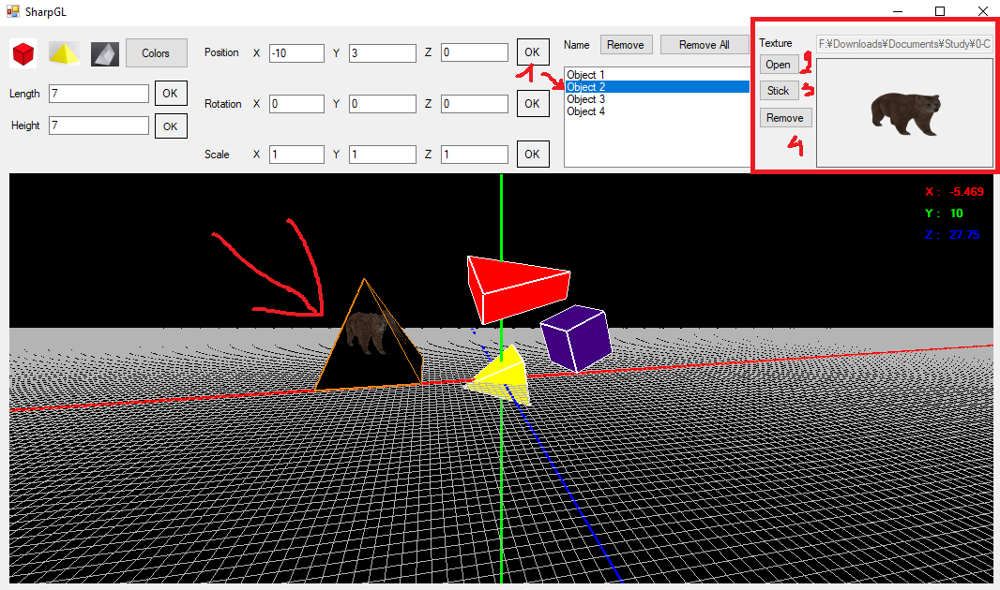 SharpGL
Colors
Position X -10 Y 3 Z 0 OK
Name Remove Remove All
Texture F:¥Downloads¥Documents¥Study¥0-C
Length 7 OK
Height 7 OK
Rotation X 0 Y 0 Z 0 OK
Scale X 1 Y 1 Z 1 OK
1
Object 1
Object 2
Object 3
Object 4
Open 2
Stick 3
Remove
4
X : -5.469
Y : 10
Z : 27.75